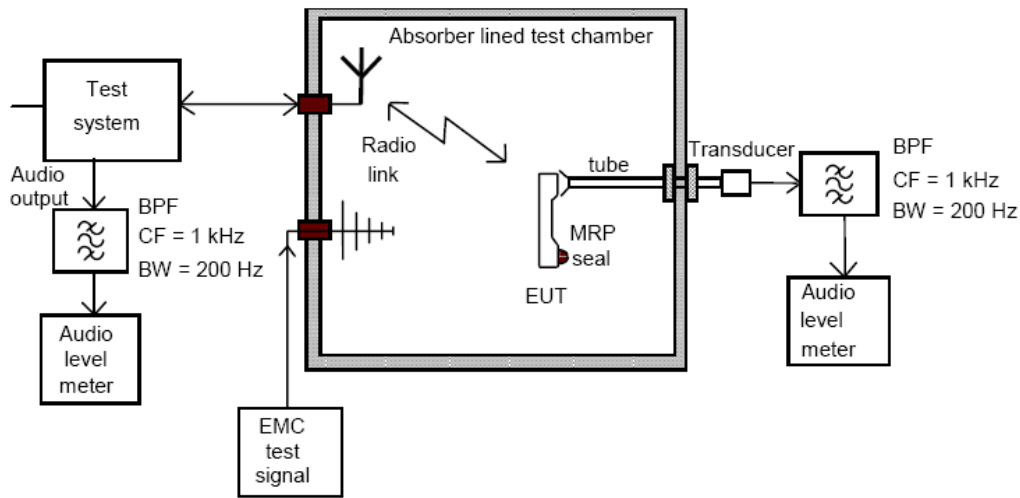 Absorber lined test chamber
Test
system
Audio
output
BPF
CF = 1 kHz
BW = 200 Hz
Audio
level
meter
Radio
link
EMC
test
signal
tube
MRP
seal
EUT
Transducer
BPF
CF = 1 kHz
BW = 200 Hz
Audio
level
meter